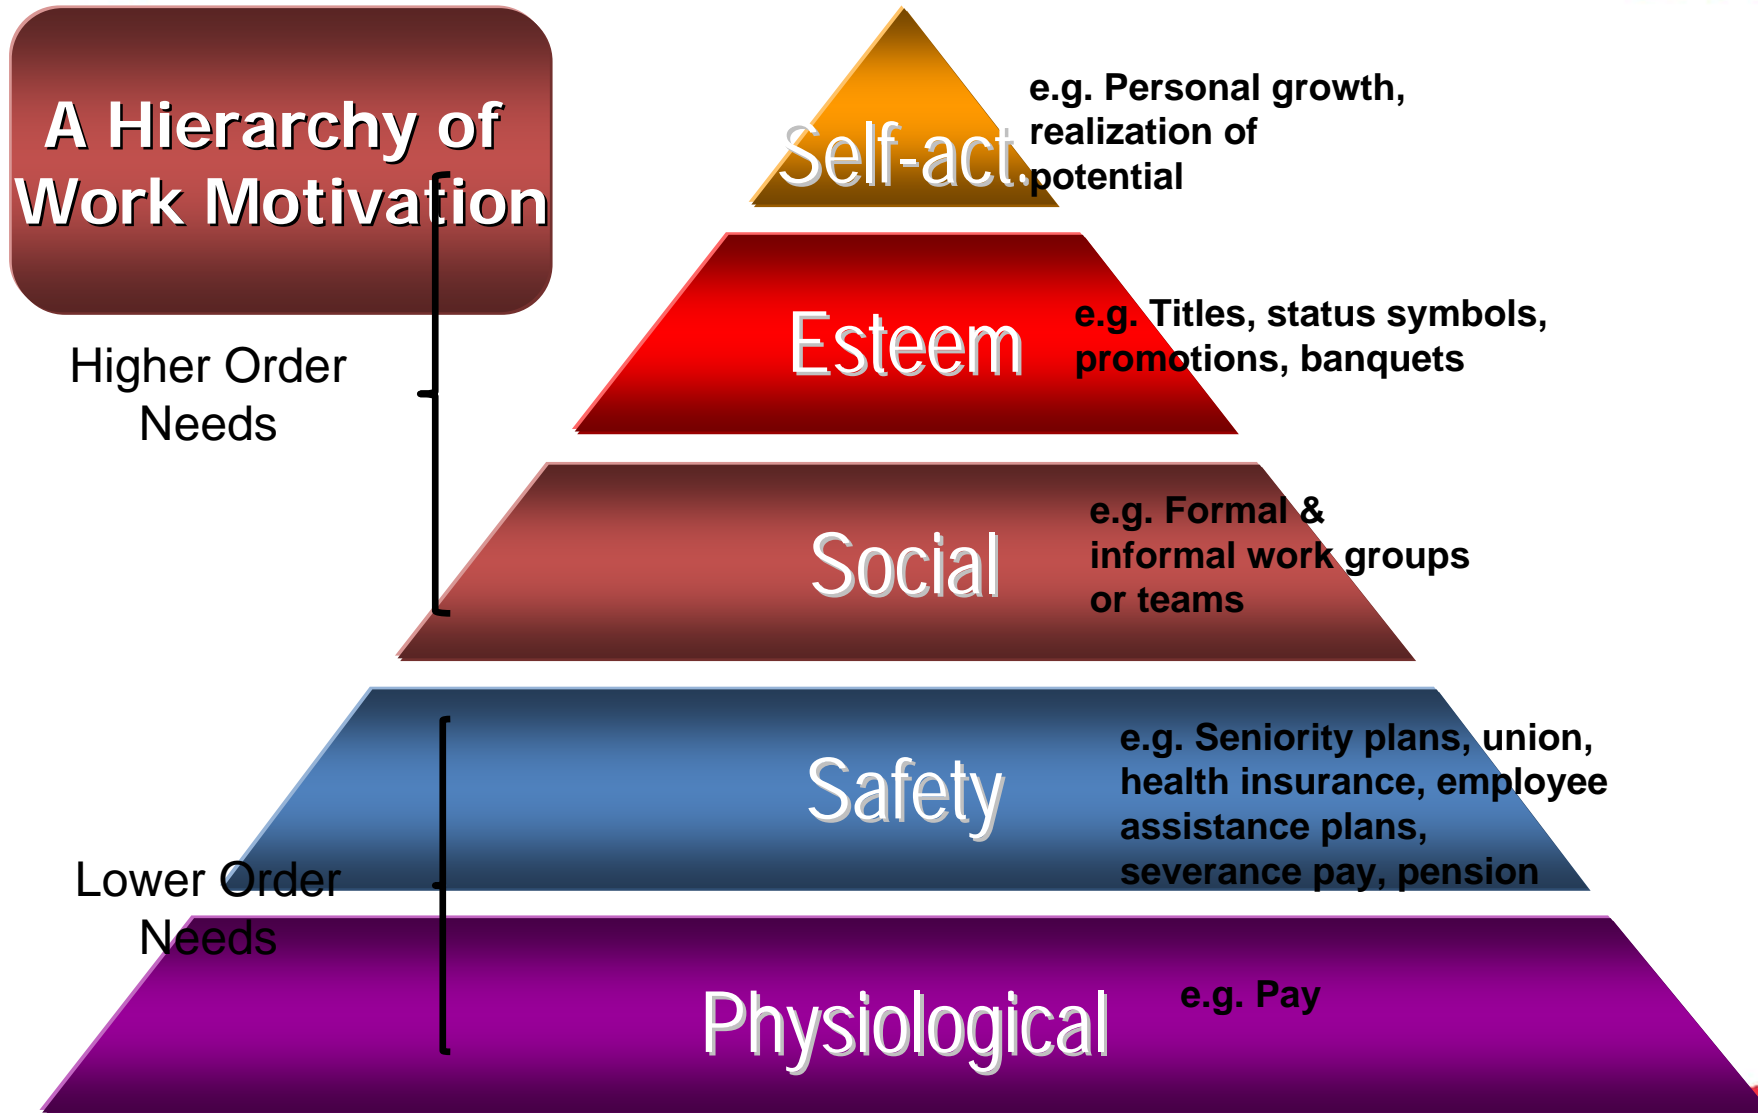 A Hierarchy of
Work Motivation
Self-act.
e.g. Personal growth,
realization of
potential
Esteem
e.g. Titles, status symbols,
promotions, banquets
Higher Order
Needs
Social
e.g. Formal &
informal work groups
or teams
Safety
e.g. Seniority plans, union,
health insurance, employee
assistance plans,
severance pay, pension
Lower Order
Needs
Physiological
e.g. Pay